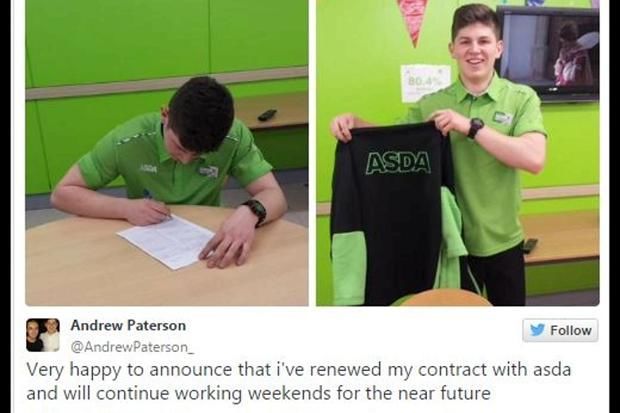 ASDA
80.4%
ASDA
Andrew Paterson
@AndrewPaterson_
Follow
Very happy to announce that i've renewed my contract with asda
and will continue working weekends for the near future